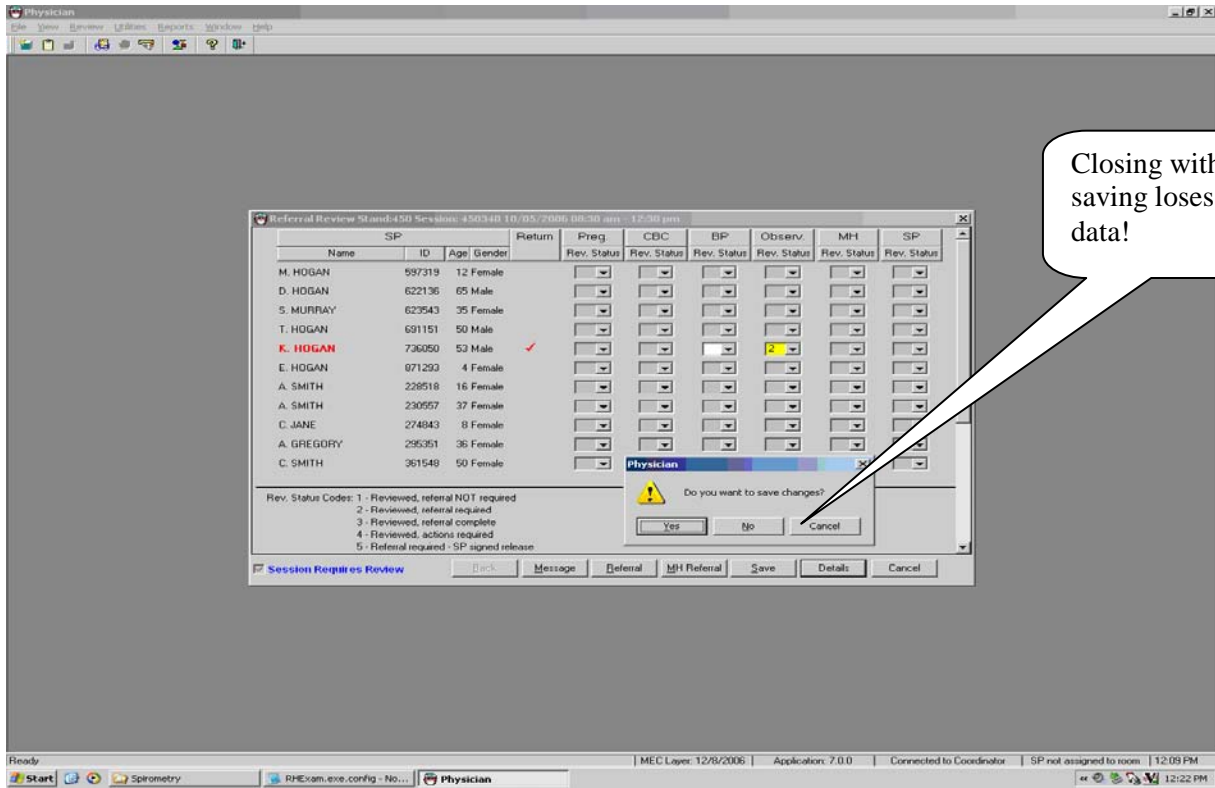 Physician
File View Review Utilities Reports Window Help
Closing with
saving loses
data!
Referral Review Stand:450 Session: 450340 10/05/2006 08:30 am - 12:30 pm
SP Return Preg. CBC BP Observ. MH SP
Name ID Age Gender Rev. Status Rev. Status Rev. Status Rev. Status Rev. Status Rev. Status
M. HOGAN 597319 12 Female
D. HOGAN 622136 65 Male
S. MURRAY 623543 35 Female
T. HOGAN 691151 50 Male
K. HOGAN 736050 53 Male 2
E. HOGAN 871293 4 Female
A. SMITH 228518 16 Female
A. SMITH 230557 37 Female
C. JANE 274843 8 Female
A. GREGORY 295351 36 Female
C. SMITH 361548 50 Female
Physician
Do you want to save changes?
Yes No Cancel
Rev. Status Codes: 1 - Reviewed, referral NOT required
2 - Reviewed, referral required
3 - Reviewed, referral complete
4 - Reviewed, actions required
5 - Referral required - SP signed release
Session Requires Review Back Message Referral MH Referral Save Details Cancel
Ready MEC Layer: 12/8/2006 Application: 7.0.0 Connected to Coordinator SP not assigned to room 12:09 PM
Start Spirometry RHExam.exe.config - No... Physician 12:22 PM